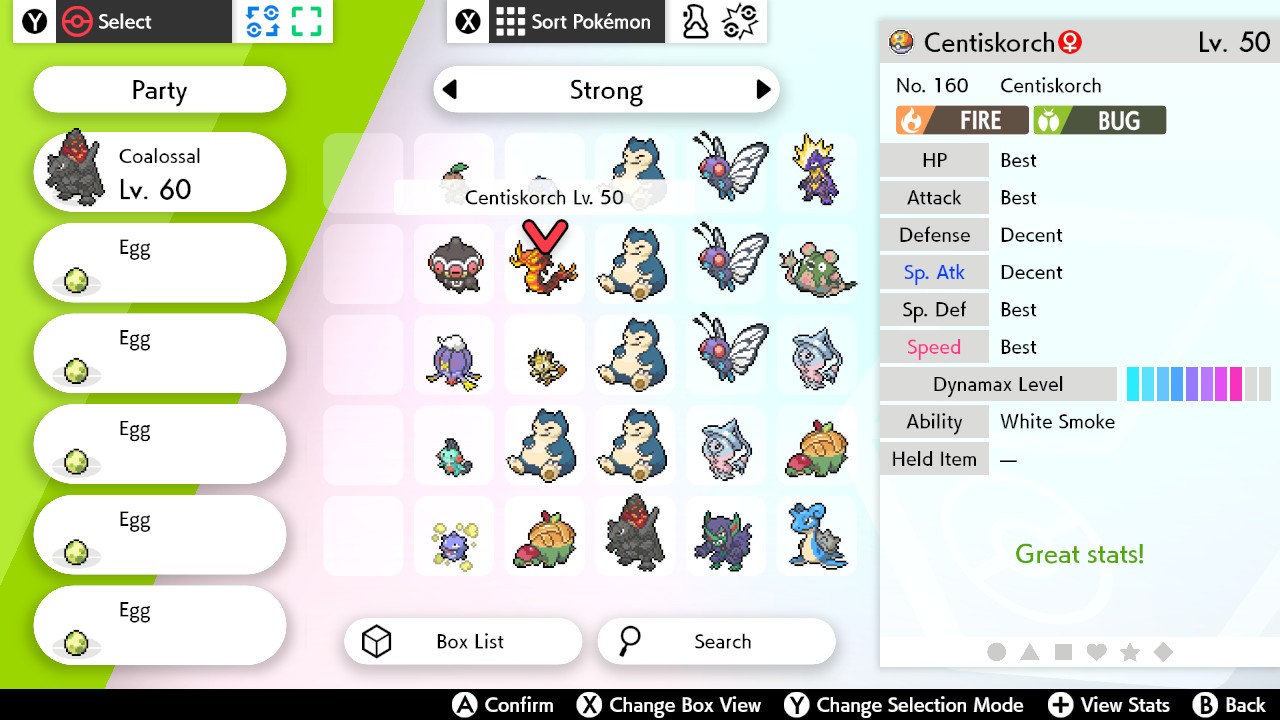 Y Select
X Sort Pokémon
Party
Strong
Coalossal
Lv. 60
Egg
Egg
Egg
Egg
Egg
Centiskorch Lv. 50
Box List
Search
Centiskorch♀ Lv. 50
No. 160 Centiskorch
FIRE BUG
HP Best
Attack Best
Defense Decent
Sp. Atk Decent
Sp. Def Best
Speed Best
Dynamax Level
Ability White Smoke
Held Item —
Great stats!
A Confirm X Change Box View Y Change Selection Mode + View Stats B Back